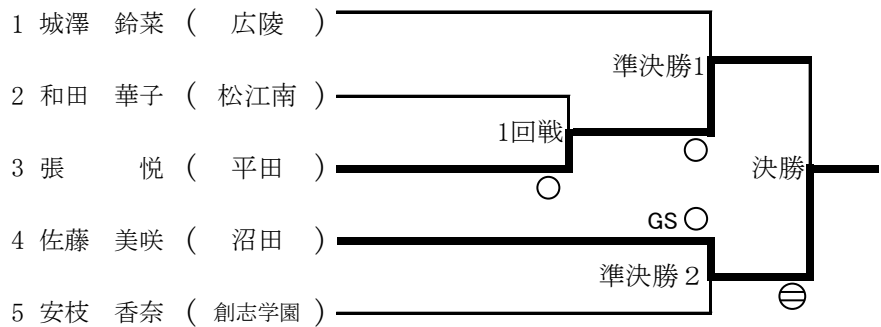 1 城澤 鈴菜 ( 広陵 )
準決勝1
2 和田 華子 ( 松江南 )
1回戦
3 張 悦 ( 平田 )
決勝
GS
4 佐藤 美咲 ( 沼田 )
準決勝2
5 安枝 香奈 ( 創志学園 )